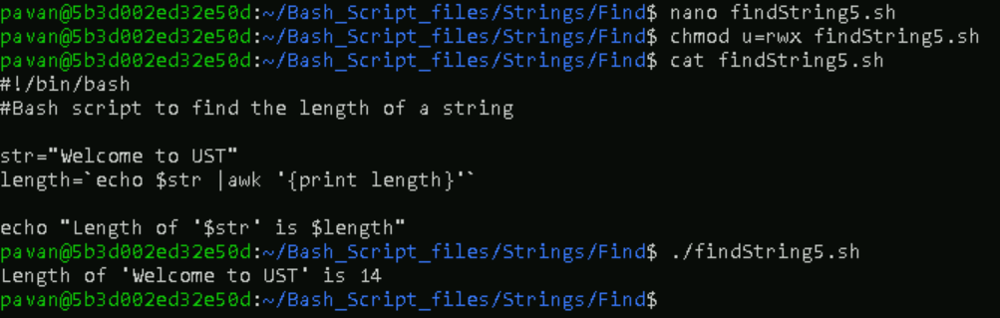 pavan@5b3d002ed32e50d:~/Bash_Script_files/Strings/Find$ nano findString5.sh
pavan@5b3d002ed32e50d:~/Bash_Script_files/Strings/Find$ chmod u=rwx findString5.sh
pavan@5b3d002ed32e50d:~/Bash_Script_files/Strings/Find$ cat findString5.sh
#!/bin/bash
#Bash script to find the length of a string

str="Welcome to UST"
length=`echo $str |awk '{print length}'`

echo "Length of '$str' is $length"
pavan@5b3d002ed32e50d:~/Bash_Script_files/Strings/Find$ ./findString5.sh
Length of 'Welcome to UST' is 14
pavan@5b3d002ed32e50d:~/Bash_Script_files/Strings/Find$